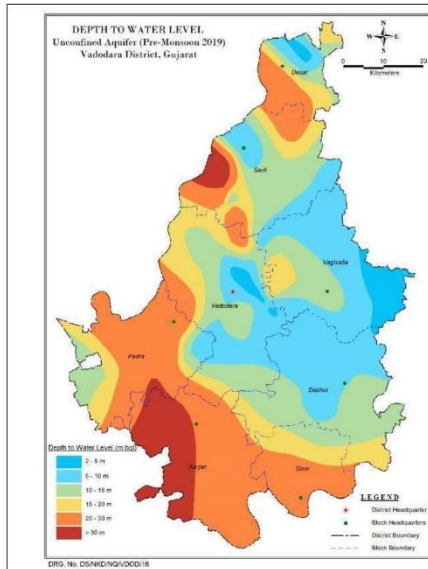 DEPTH TO WATER LEVEL
Unconfined Aquifer (Pre-Monsoon 2019)
Vadodara District, Gujarat
N
W E
S
0 10 20
Kilometers
Desar
Savli
Vaghodia
Vadodara
Padra
Dabhoi
Karjan
Sinor
Depth to Water Level (m.bgl)
2 - 5 m
5 - 10 m
10 - 15 m
15 - 20 m
20 - 30 m
> 30 m
LEGEND
District Headquarter
Block Headquarters
District Boundary
Block Boundary
DRG. No. DS/NKD/NQ/VDOD/16